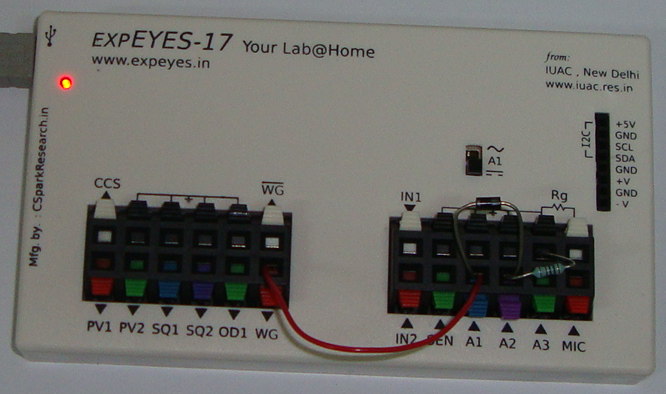 EXPEYES-17 Your Lab@Home
www.expeyes.in
from:
IUAC , New Delhi
www.iuac.res.in
Mfg. by. : CSparkResearch.in
I2C
+5V
GND
SCL
SDA
GND
+V
GND
- V
A1
CCS
WG
IN1
Rg
PV1 PV2 SQ1 SQ2 OD1 WG
IN2 SEN A1 A2 A3 MIC